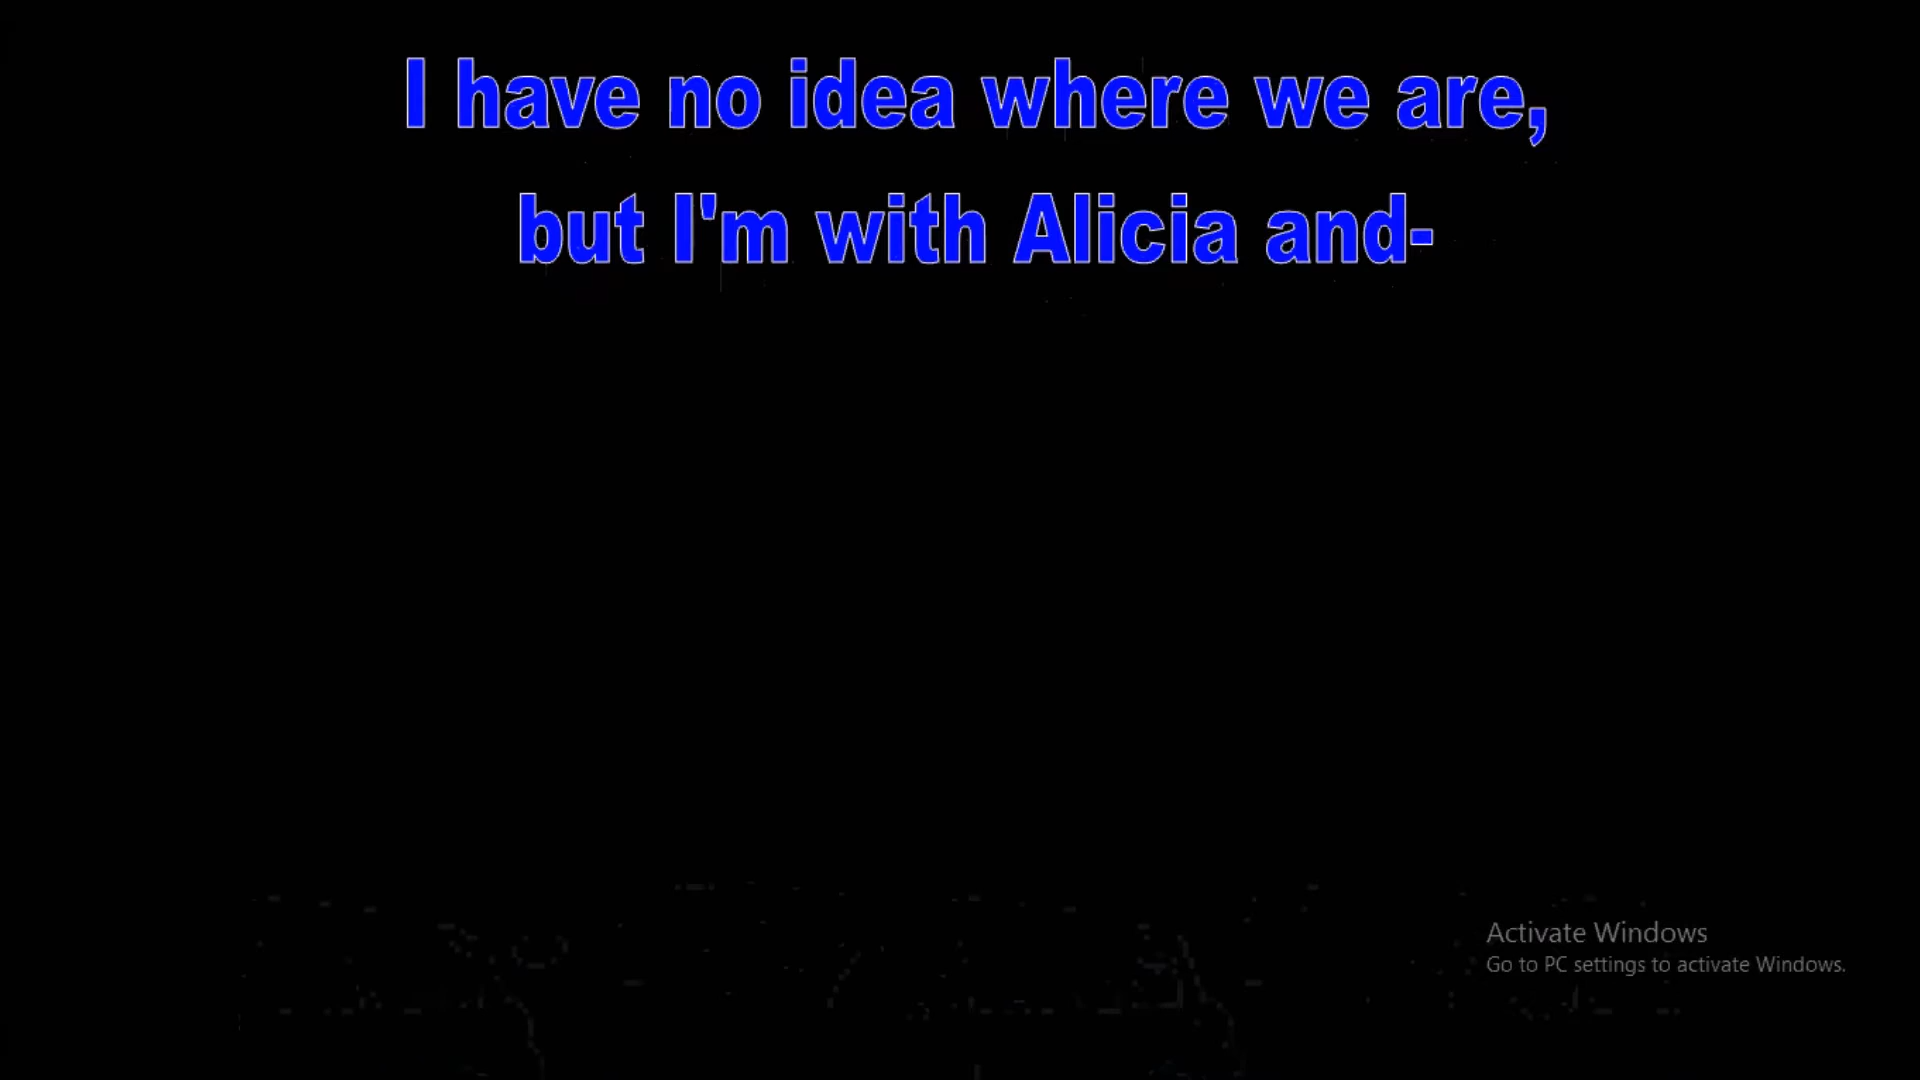 I have no idea where we are,
but I'm with Alicia and-
Activate Windows
Go to PC settings to activate Windows.